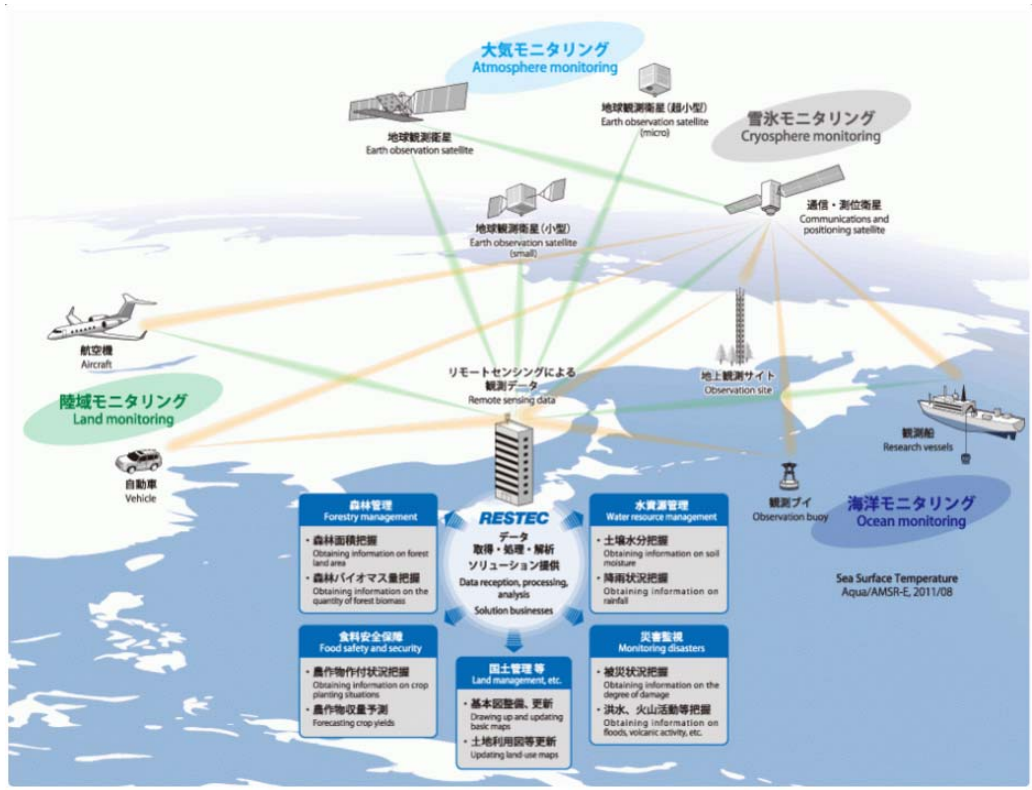 大気モニタリング
Atmosphere monitoring
地球観測衛星
Earth observation satellite
地球観測衛星(超小型)
Earth observation satellite
(micro)
雪氷モニタリング
Cryosphere monitoring
地球観測衛星(小型)
Earth observation satellite
(small)
通信・測位衛星
Communications and
positioning satellite
航空機
Aircraft
リモートセンシングによる
観測データ
Remote sensing data
地上観測サイト
Observation site
陸域モニタリング
Land monitoring
観測船
Research vessels
自動車
Vehicle
観測ブイ
Observation buoy
海洋モニタリング
Ocean monitoring
Sea Surface Temperature
Aqua/AMSR-E, 2011/08
RESTEC
データ
取得・処理・解析
ソリューション提供
Data reception, processing,
analysis
Solution businesses
森林管理
Forestry management
・森林面積把握
Obtaining information on forest
land area
・森林バイオマス量把握
Obtaining information on the
quantity of forest biomass
水資源管理
Water resource management
・土壌水分把握
Obtaining information on soil
moisture
・降雨状況把握
Obtaining information on
rainfall
食料安全保障
Food safety and security
・農作物作付状況把握
Obtaining information on crop
planting situations
・農作物収量予測
Forecasting crop yields
国土管理 等
Land management, etc.
・基本図整備、更新
Drawing up and updating
basic maps
・土地利用図等更新
Updating land-use maps
災害監視
Monitoring disasters
・被災状況把握
Obtaining information on the
degree of damage
・洪水、火山活動等把握
Obtaining information on
floods, volcanic activity, etc.